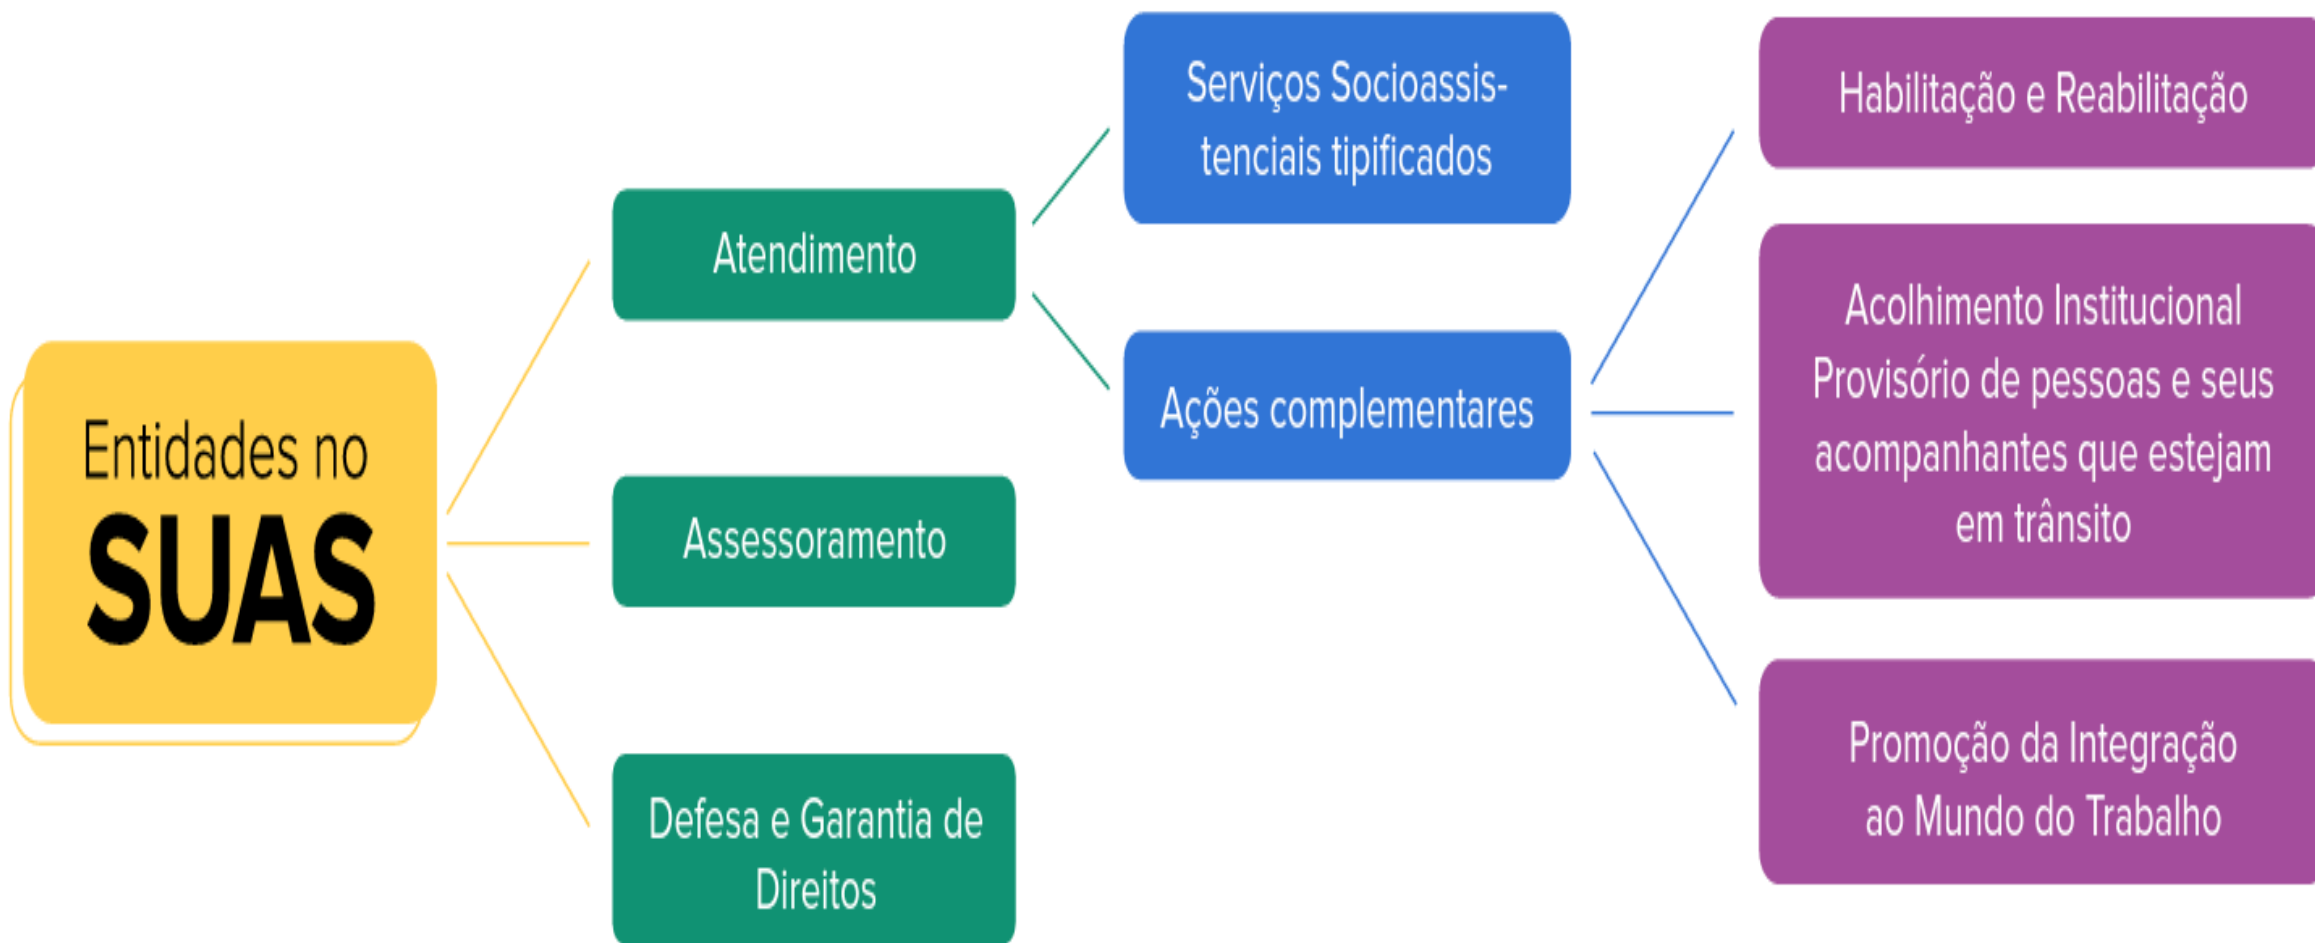 Entidades no
SUAS
Atendimento
Assessoramento
Defesa e Garantia de
Direitos
Serviços Socioassis-
tenciais tipificados
Ações complementares
Habilitação e Reabilitação
Acolhimento Institucional
Provisório de pessoas e seus
acompanhantes que estejam
em trânsito
Promoção da Integração
ao Mundo do Trabalho